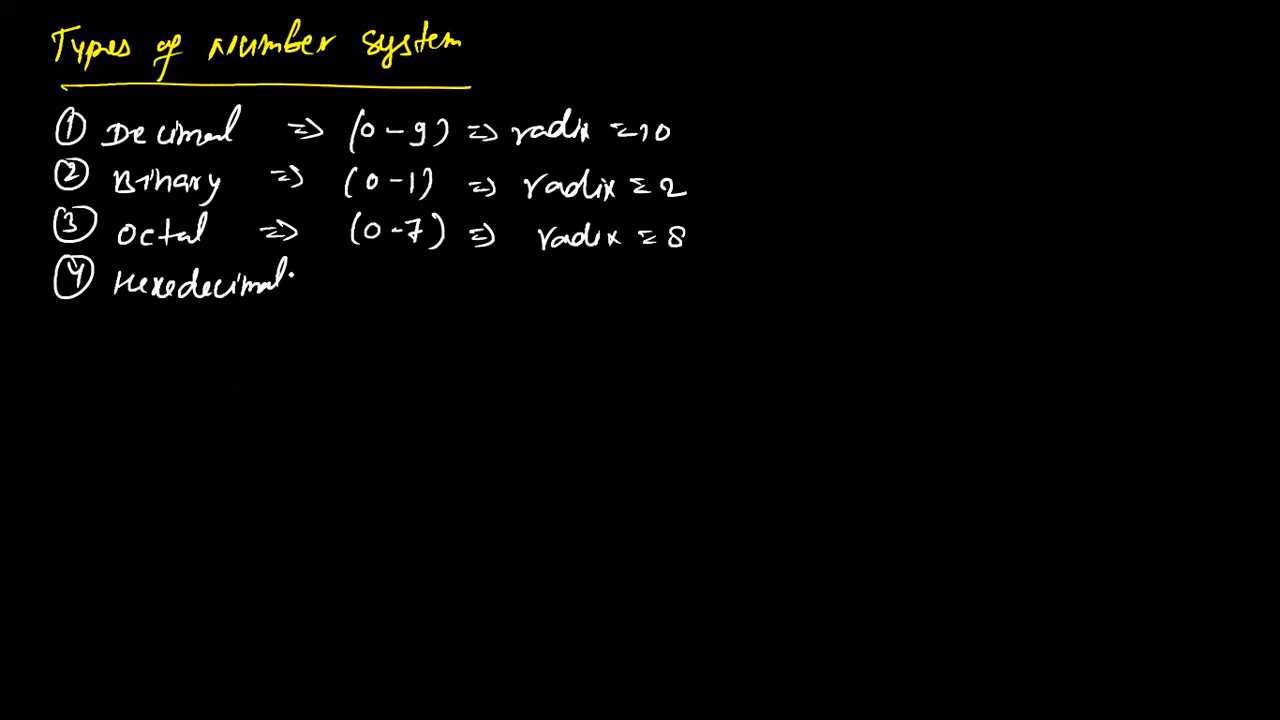 Types of Number system
① Decimal => (0-9) => radix = 10
② Binary => (0-1) => radix = 2
③ Octal => (0-7) => radix = 8
④ Hexedecimal